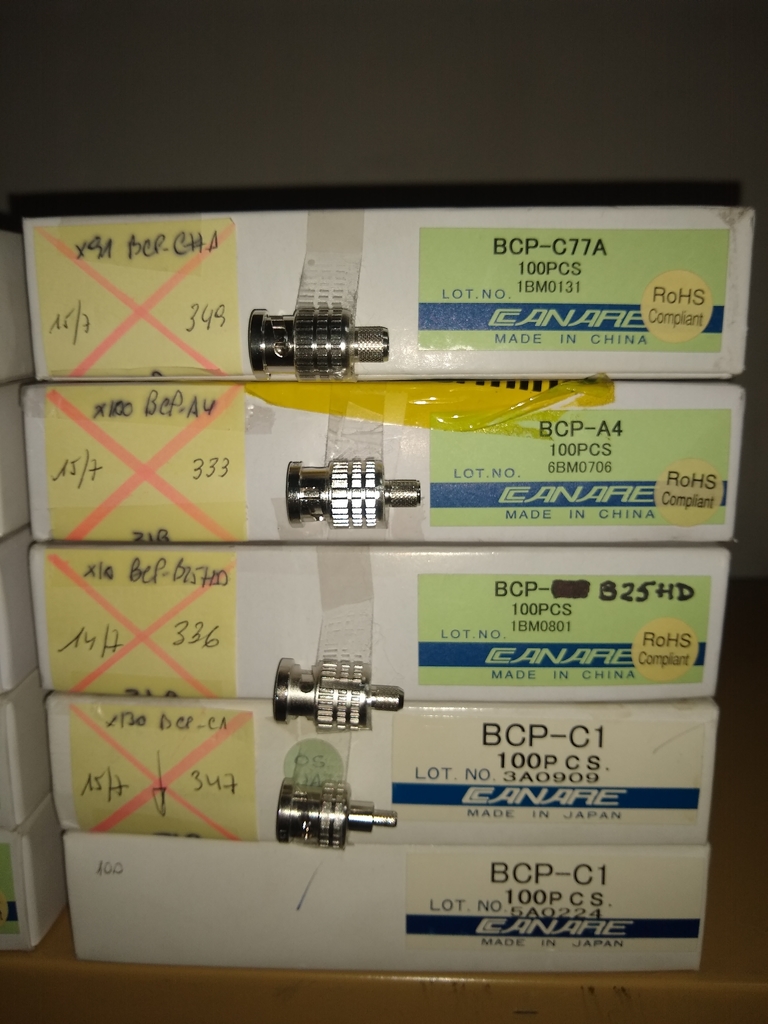 x91 BCP-C77A
15/7 349
BCP-C77A
100PCS
1BM0131
LOT.NO.
CANARE
MADE IN CHINA
RoHS
Compliant
x100 BCP-A4
15/7 333
BCP-A4
100PCS
6BM0706
LOT.NO.
CANARE
MADE IN CHINA
RoHS
Compliant
x10 BCP-B25HD
14/7 336
BCP- B25HD
100PCS
1BM0801
LOT.NO.
CANARE
MADE IN CHINA
RoHS
Compliant
x130 BCP-C1
15/7 347
BCP-C1
100PCS.
LOT. NO. 3A0909
CANARE
MADE IN JAPAN
100
BCP-C1
100PCS.
LOT. NO. 5A0224
CANARE
MADE IN JAPAN